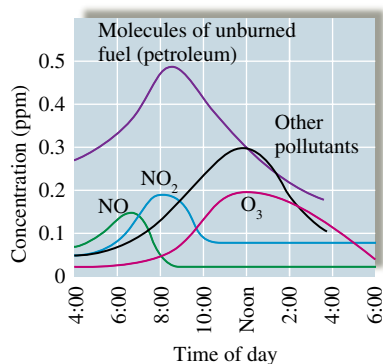 Molecules of unburned
fuel (petroleum)
Other
pollutants
NO
NO₂
O₃
Concentration (ppm)
0.5
0.4
0.3
0.2
0.1
0
4:00
6:00
8:00
10:00
Noon
2:00
4:00
6:00
Time of day